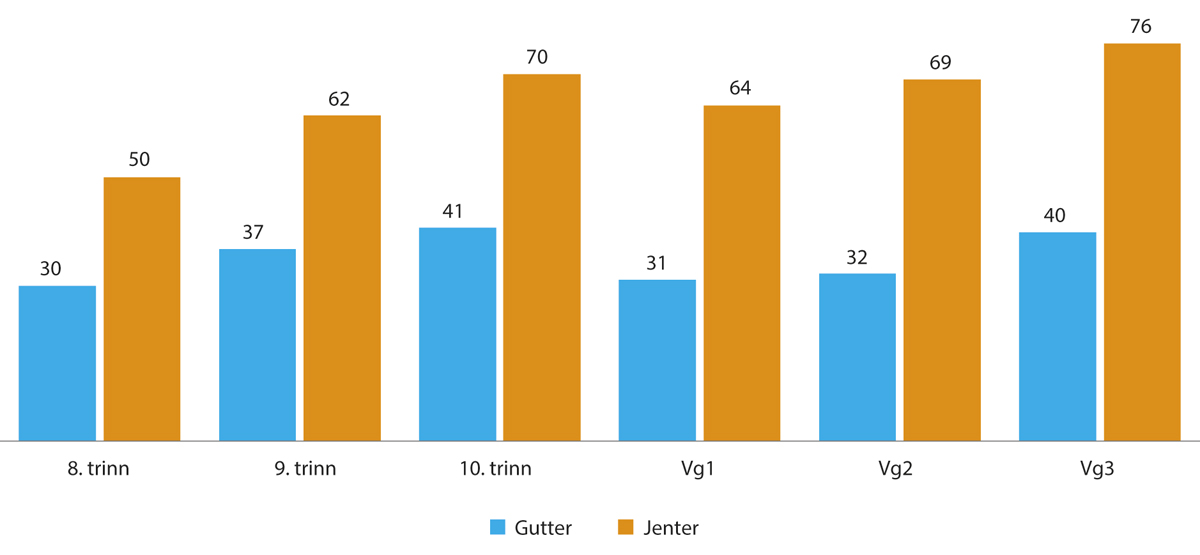 30 50 37 62 41 70 31 64 32 69 40 76
8. trinn 9. trinn 10. trinn Vg1 Vg2 Vg3
Gutter Jenter